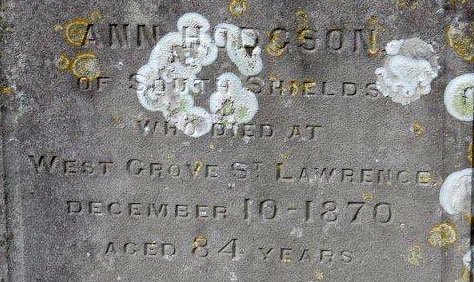 ANN HODGSON
OF SOUTH SHIELDS
WHO DIED AT
WEST GROVE ST LAWRENCE
DECEMBER 10-1870
AGED 84 YEARS.